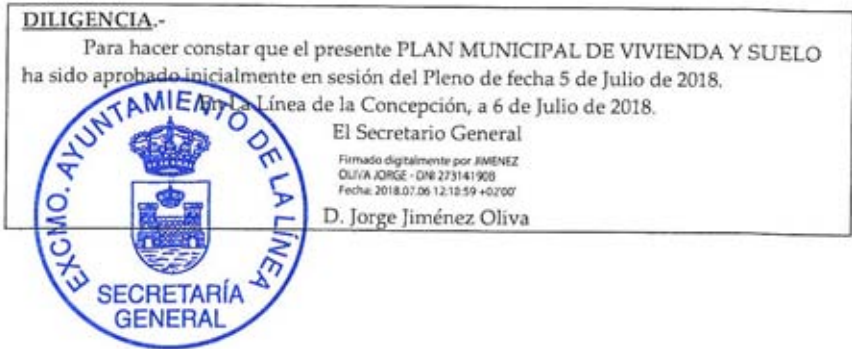 DILIGENCIA.-
Para hacer constar que el presente PLAN MUNICIPAL DE VIVIENDA Y SUELO
ha sido aprobado inicialmente en sesión del Pleno de fecha 5 de Julio de 2018.
En La Línea de la Concepción, a 6 de Julio de 2018.
El Secretario General
Firmado digitalmente por JIMENEZ
OLIVA JORGE - DNI 27314190B
Fecha: 2018.07.06 12:18:59 +02'00'
D. Jorge Jiménez Oliva
EXCMO. AYUNTAMIENTO DE LA LÍNEA
SECRETARÍA
GENERAL